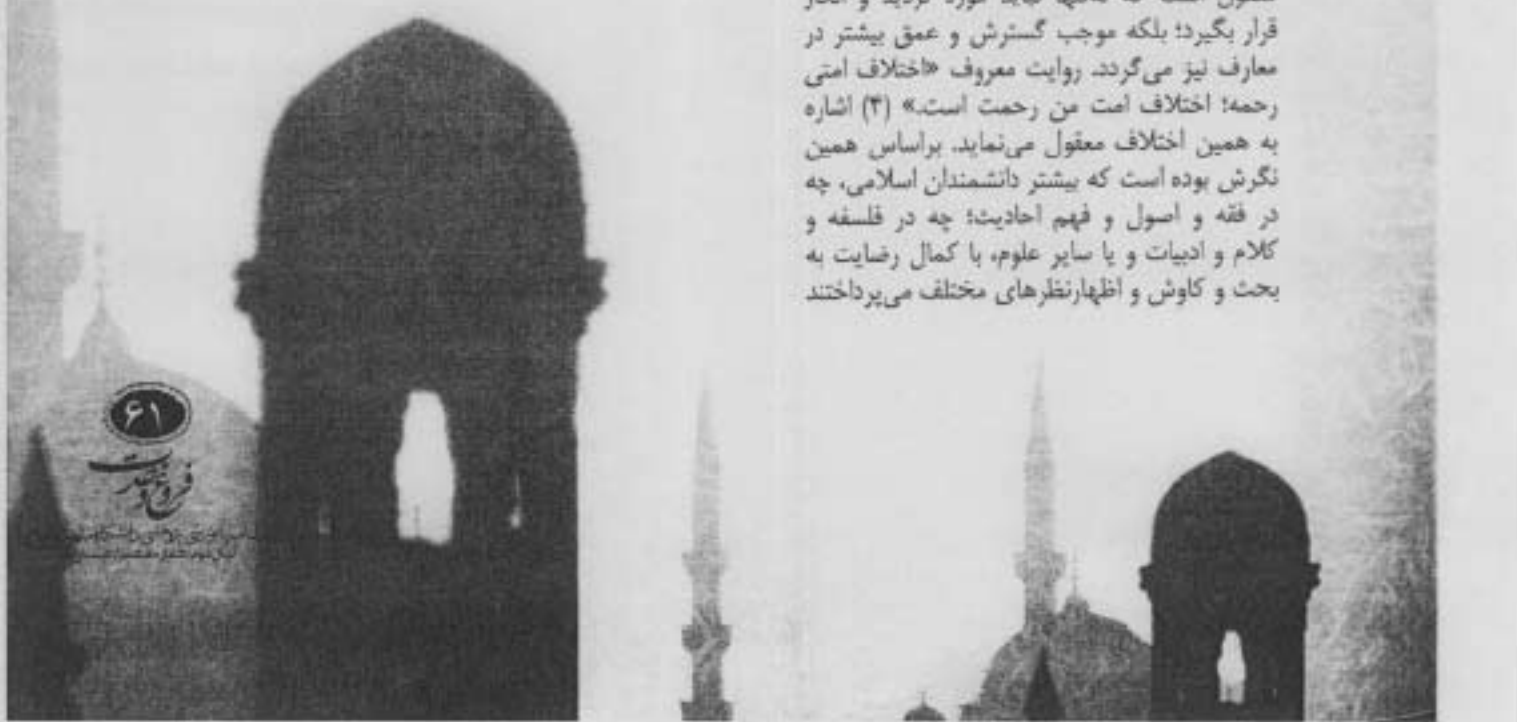 قرار بگیرد؛ بلکه موجب گسترش و عمق بیشتر در
معارف نیز می‌گردد. روایت معروف «اختلاف امتی
رحمه؛ اختلاف امت من رحمت است.» (۳) اشاره
به همین اختلاف معقول می‌نماید. براساس همین
نگرش بوده است که بیشتر دانشمندان اسلامی، چه
در فقه و اصول و فهم احادیث؛ چه در فلسفه و
کلام و ادبیات و یا سایر علوم، با کمال رضایت به
بحث و کاوش و اظهارنظرهای مختلف می‌پرداختند
۶۱
فروغ وحدت